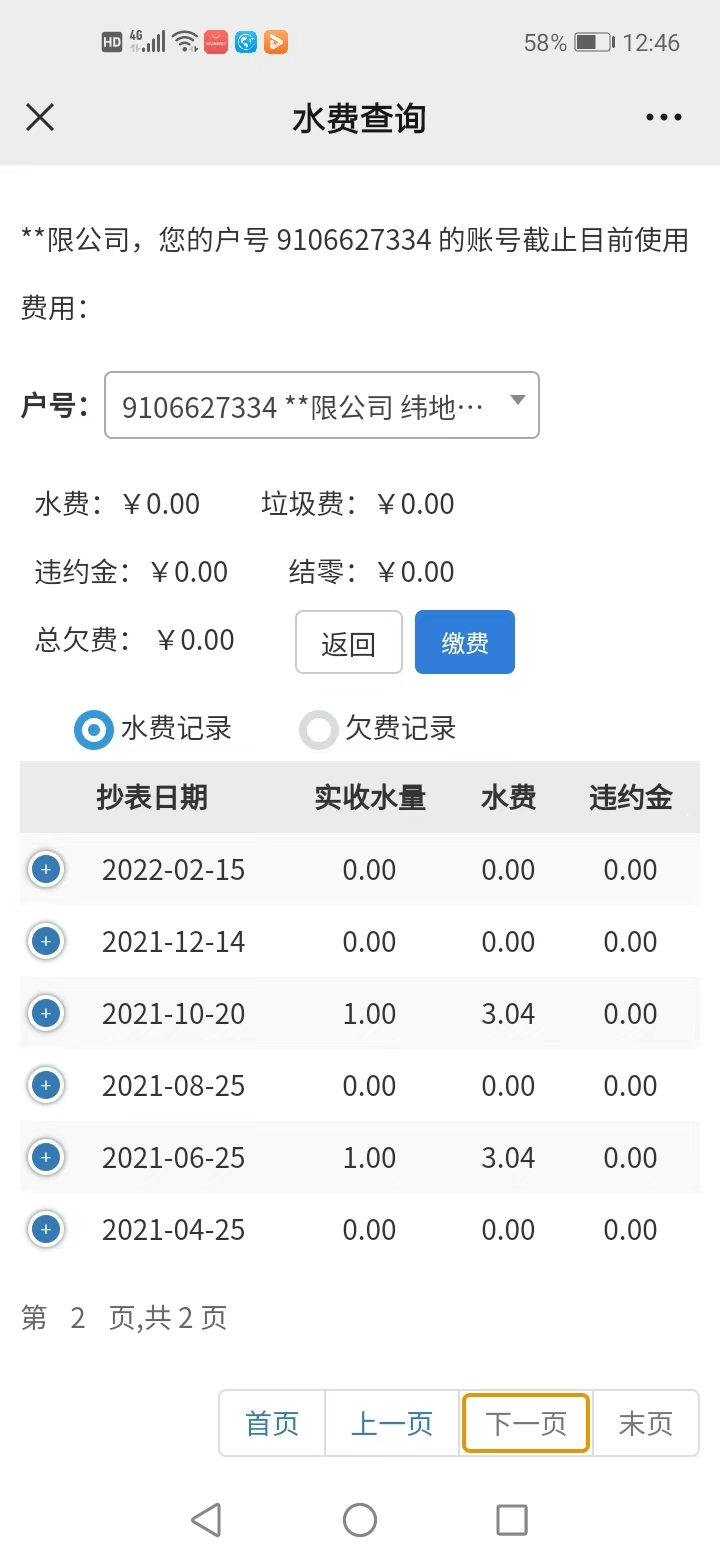 HD 4G 58% 12:46
水费查询
**限公司，您的户号 9106627334 的账号截止目前使用
费用：
户号： 9106627334 **限公司 纬地…
水费： ￥0.00 垃圾费： ￥0.00
违约金： ￥0.00 结零： ￥0.00
总欠费： ￥0.00 返回 缴费
水费记录 欠费记录
抄表日期 实收水量 水费 违约金
2022-02-15 0.00 0.00 0.00
2021-12-14 0.00 0.00 0.00
2021-10-20 1.00 3.04 0.00
2021-08-25 0.00 0.00 0.00
2021-06-25 1.00 3.04 0.00
2021-04-25 0.00 0.00 0.00
第 2 页,共 2 页
首页 上一页 下一页 末页